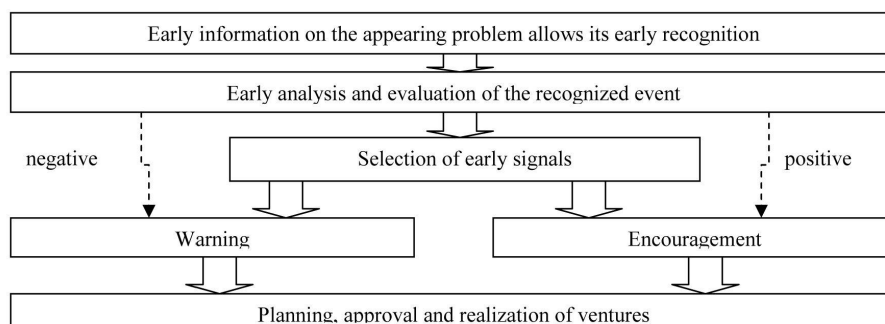 Early information on the appearing problem allows its early recognition
Early analysis and evaluation of the recognized event
negative
Selection of early signals
positive
Warning
Encouragement
Planning, approval and realization of ventures